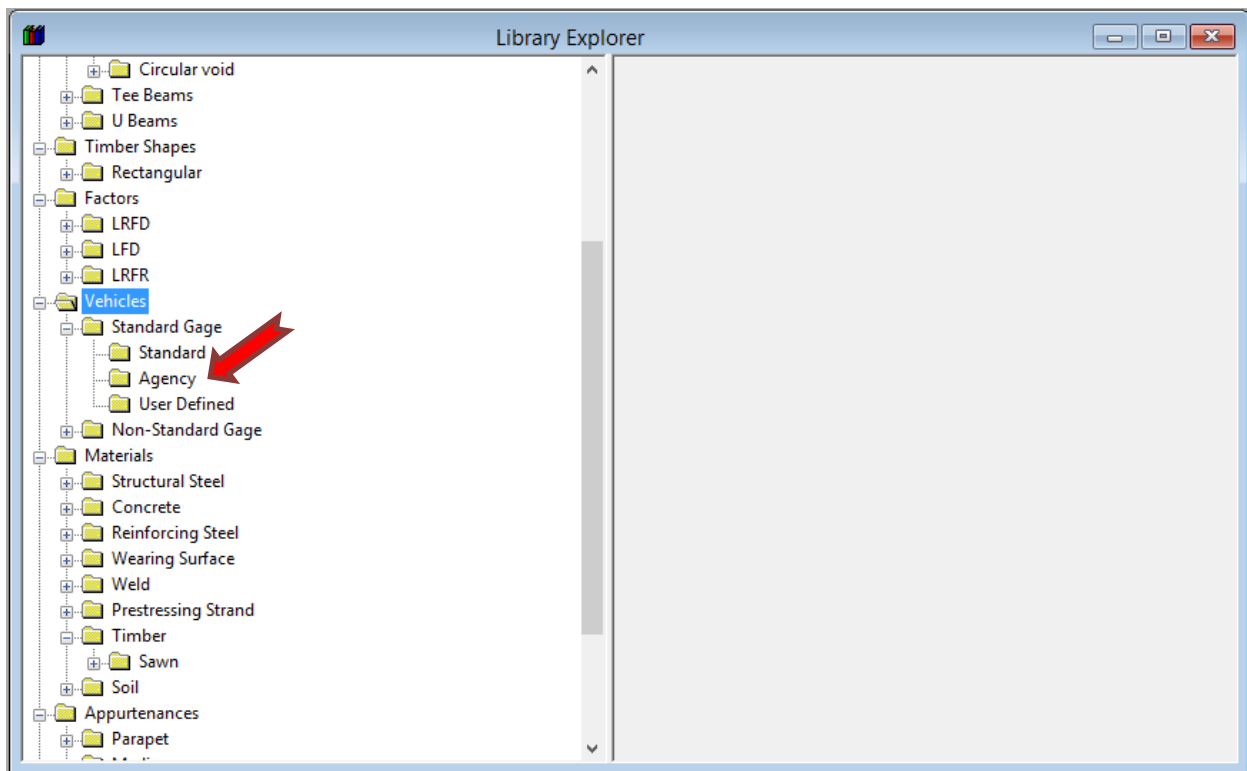 Library Explorer
Circular void
Tee Beams
U Beams
Timber Shapes
Rectangular
Factors
LRFD
LFD
LRFR
Vehicles
Standard Gage
Standard
Agency
User Defined
Non-Standard Gage
Materials
Structural Steel
Concrete
Reinforcing Steel
Wearing Surface
Weld
Prestressing Strand
Timber
Sawn
Soil
Appurtenances
Parapet